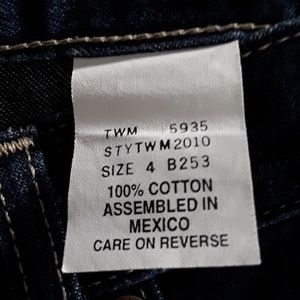 TWM 5935
STYTWM2010
SIZE 4 B253
100% COTTON
ASSEMBLED IN
MEXICO
CARE ON REVERSE